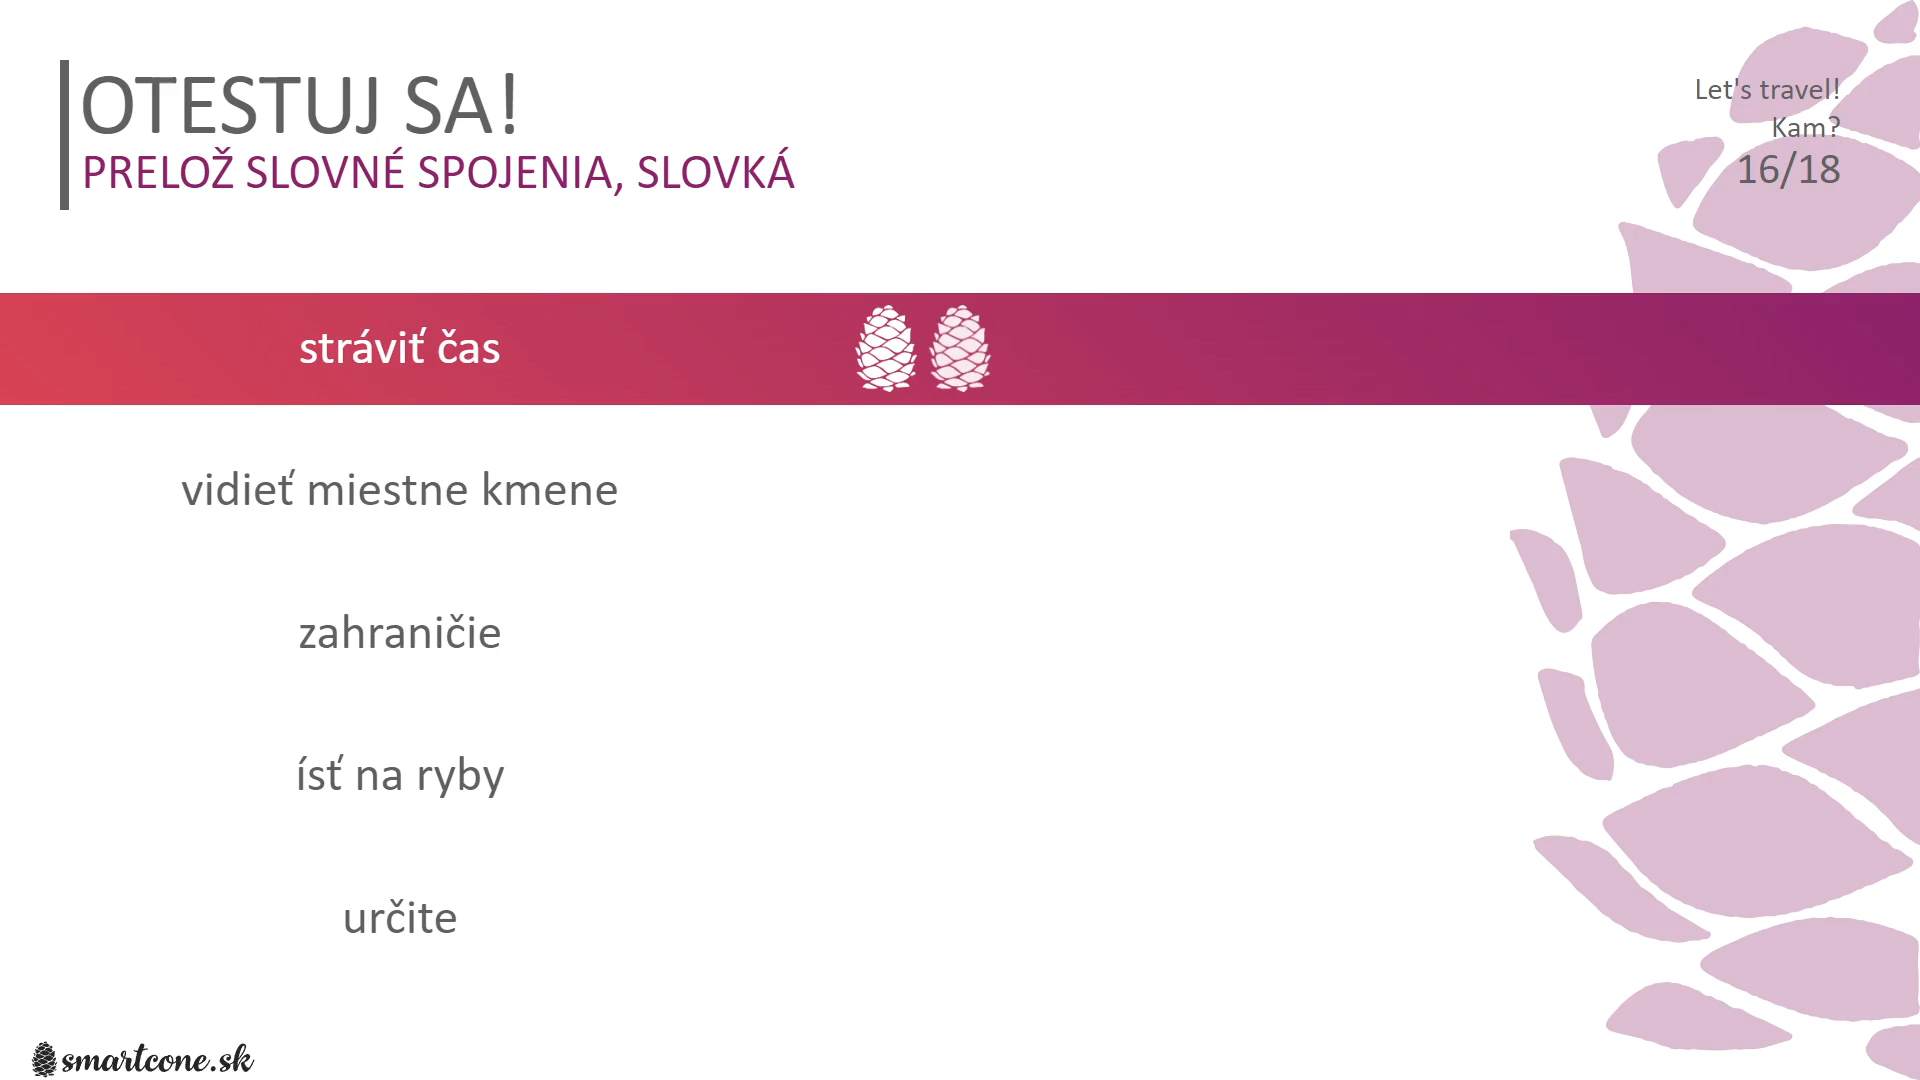 OTESTUJ SA!
PRELOŽ SLOVNÉ SPOJENIA, SLOVKÁ
Let's travel!
Kam?
16/18
stráviť čas
vidieť miestne kmene
zahraničie
ísť na ryby
určite
smartcone.sk